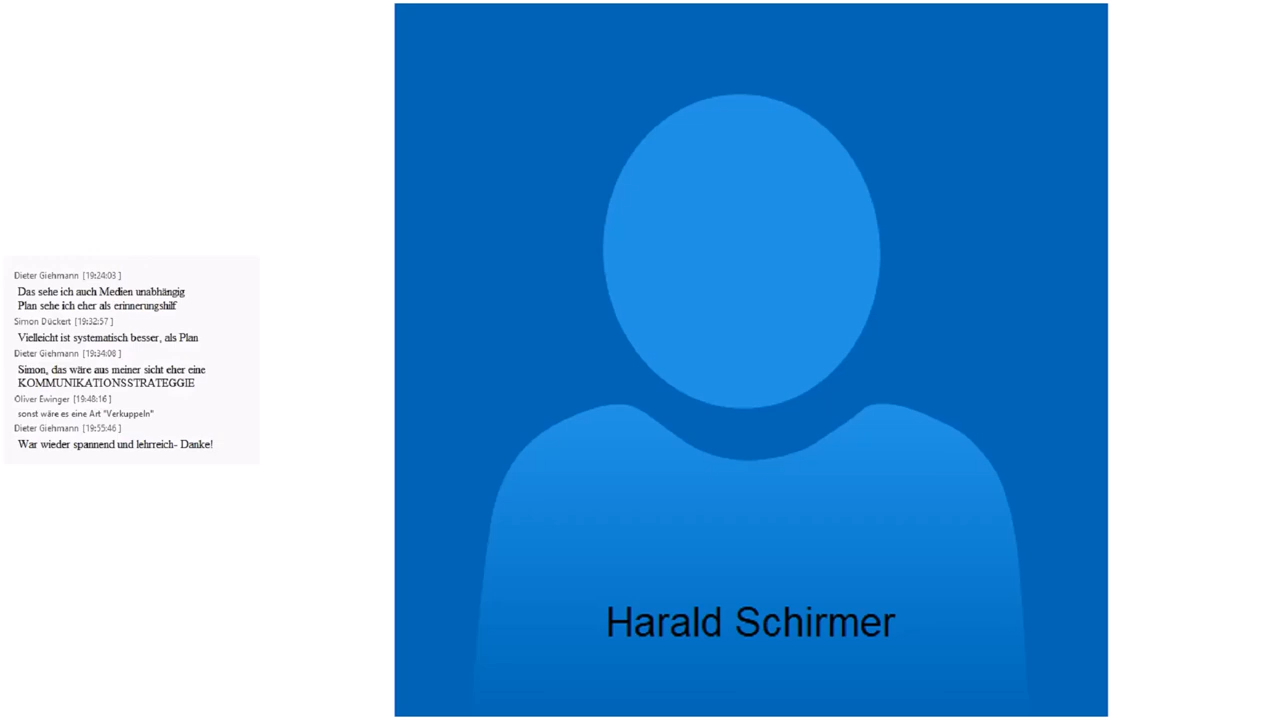 Dieter Giehmann [19:24:03 ]
Das sehe ich auch Medien unabhängig
Plan sehe ich eher als erinnerungshilf
Simon Dückert [19:32:57 ]
Vielleicht ist systematisch besser, als Plan
Dieter Giehmann [19:34:08 ]
Simon, das wäre aus meiner sicht eher eine
KOMMUNIKATIONSSTRATEGGIE
Oliver Ewinger [19:48:16 ]
sonst wäre es eine Art "Verkuppeln"
Dieter Giehmann [19:55:46 ]
War wieder spannend und lehrreich- Danke!
Harald Schirmer